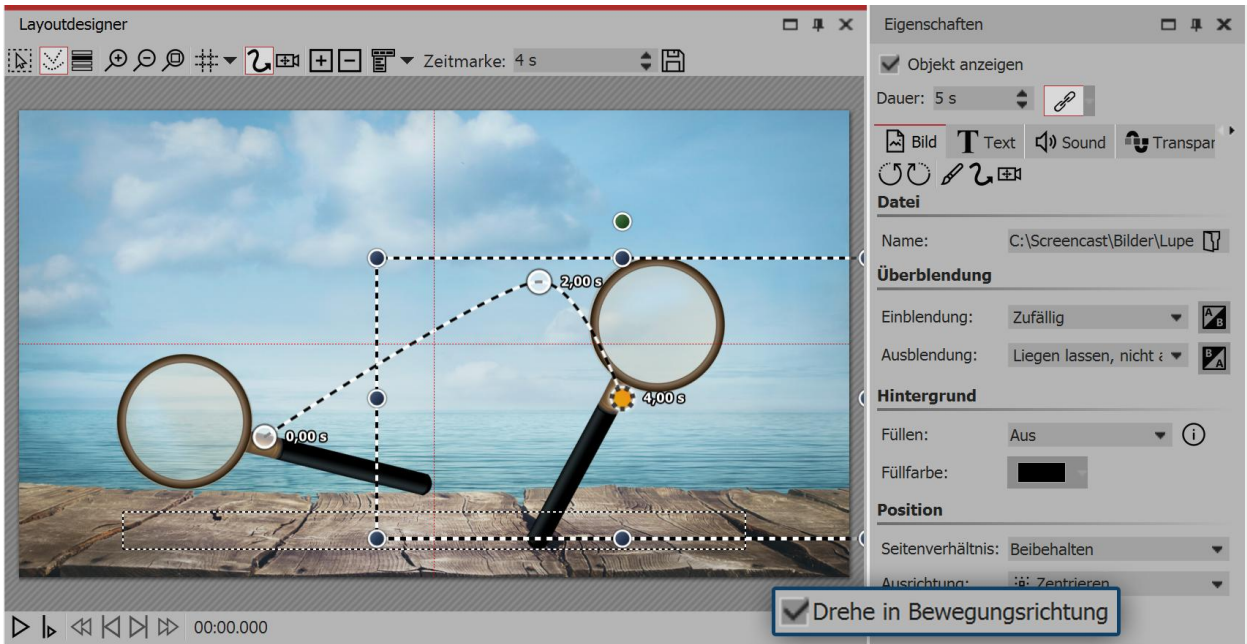 Layoutdesigner
Zeitmarke: 4 s
2,00 s
4,00 s
0,00 s
00:00.000
Eigenschaften
Objekt anzeigen
Dauer: 5 s
Bild Text Sound Transpar
Datei
Name: C:\Screencast\Bilder\Lupe
Überblendung
Einblendung: Zufällig A B
Ausblendung: Liegen lassen, nicht B A
Hintergrund
Füllen: Aus
Füllfarbe:
Position
Seitenverhältnis: Beibehalten
Ausrichtung: Zentrieren
Drehe in Bewegungsrichtung